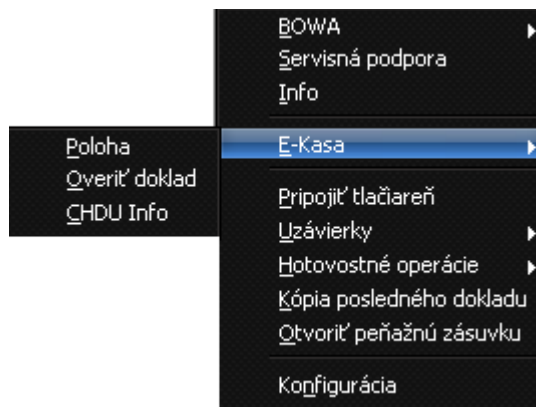 BOWA
Servisná podpora
Info
E-Kasa
Poloha
Overiť doklad
CHDU Info
Pripojiť tlačiareň
Uzávierky
Hotovostné operácie
Kópia posledného dokladu
Otvoriť peňažnú zásuvku
Konfigurácia